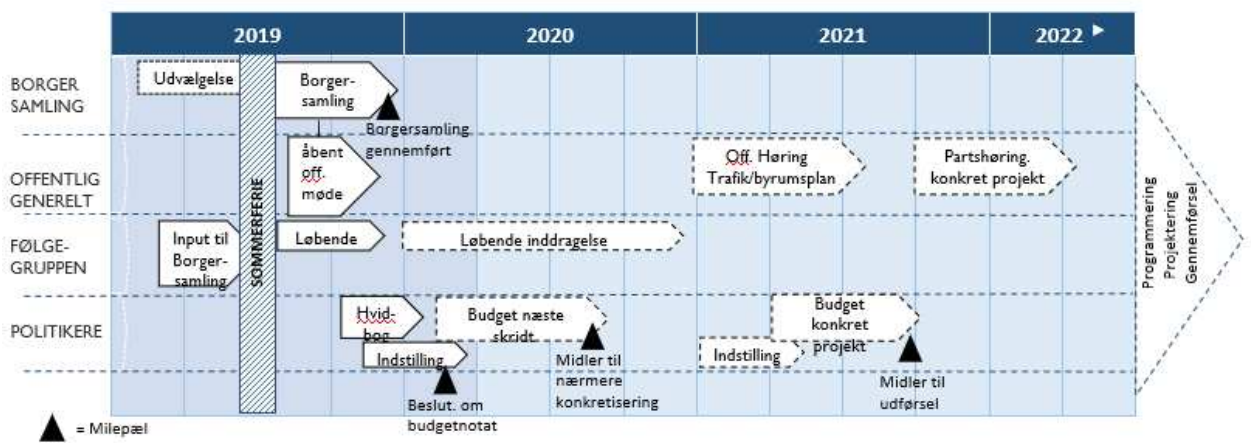 2019
2020
2021
2022
BORGER
SAMLING
Udvælgelse
Borger-
samling
Borgersamling
gennemført
OFFENTLIG
GENERELT
åbent
off.
møde
Off. Høring
Trafik/byrumsplan
Partshøring.
konkret projekt
FØLGE-
GRUPPEN
Input til
Borger-
samling
SOMMERFERIE
Løbende
Løbende inddragelse
POLITIKERE
Hvid-
bog
Indstilling
Budget næste
skridt
Indstilling
Budget
konkret
projekt
Beslut. om
budgetnotat
Midler til
nærmere
konkretisering
Midler til
udførsel
Programmering
Projektering
Gennemførsel
= Milepæl